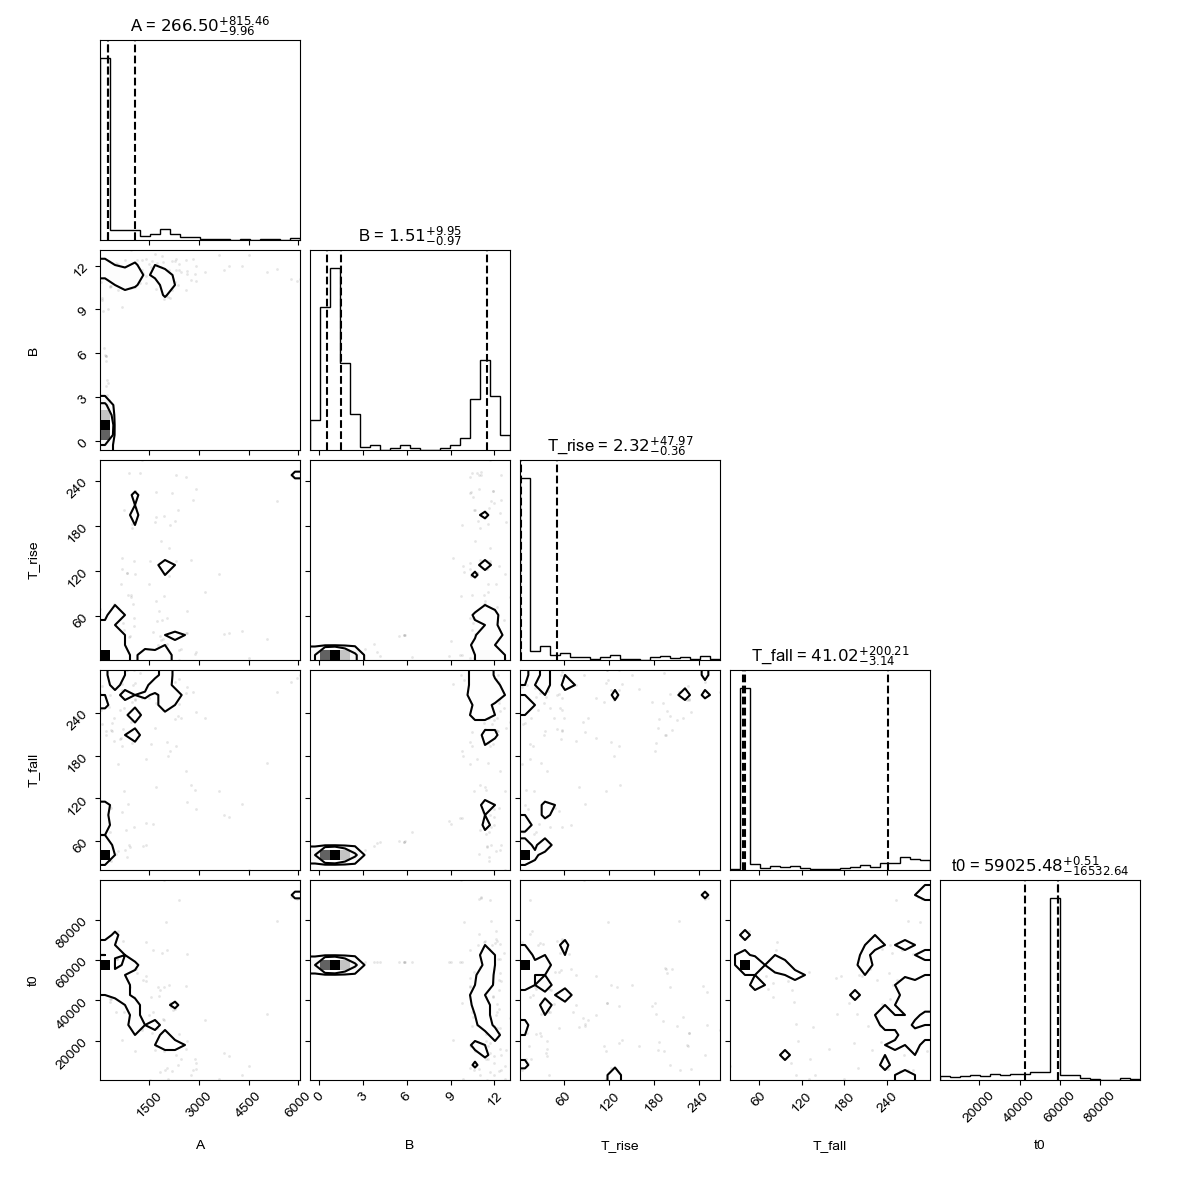 A = 266.50+815.46−9.96
B = 1.51+9.95−0.97
12
9
6
3
0
B
T_rise = 2.32+47.97−0.36
240
180
120
60
T_rise
T_fall = 41.02+200.21−3.14
240
180
120
60
T_fall
t0 = 59025.48+0.51−16532.64
80000
60000
40000
20000
t0
1500 3000 4500 6000 0 3 6 9 12 60 120 180 240 60 120 180 240 20000 40000 60000 80000
A B T_rise T_fall t0